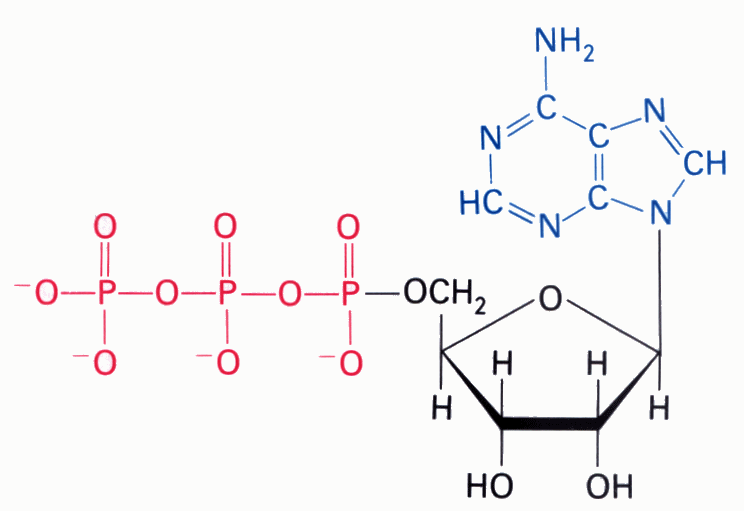 NH₂
C
N
C
N
CH
HC
N
C
N
O O O
⁻O P O P O P OCH₂ O
⁻O ⁻O ⁻O
H H
H H
HO OH